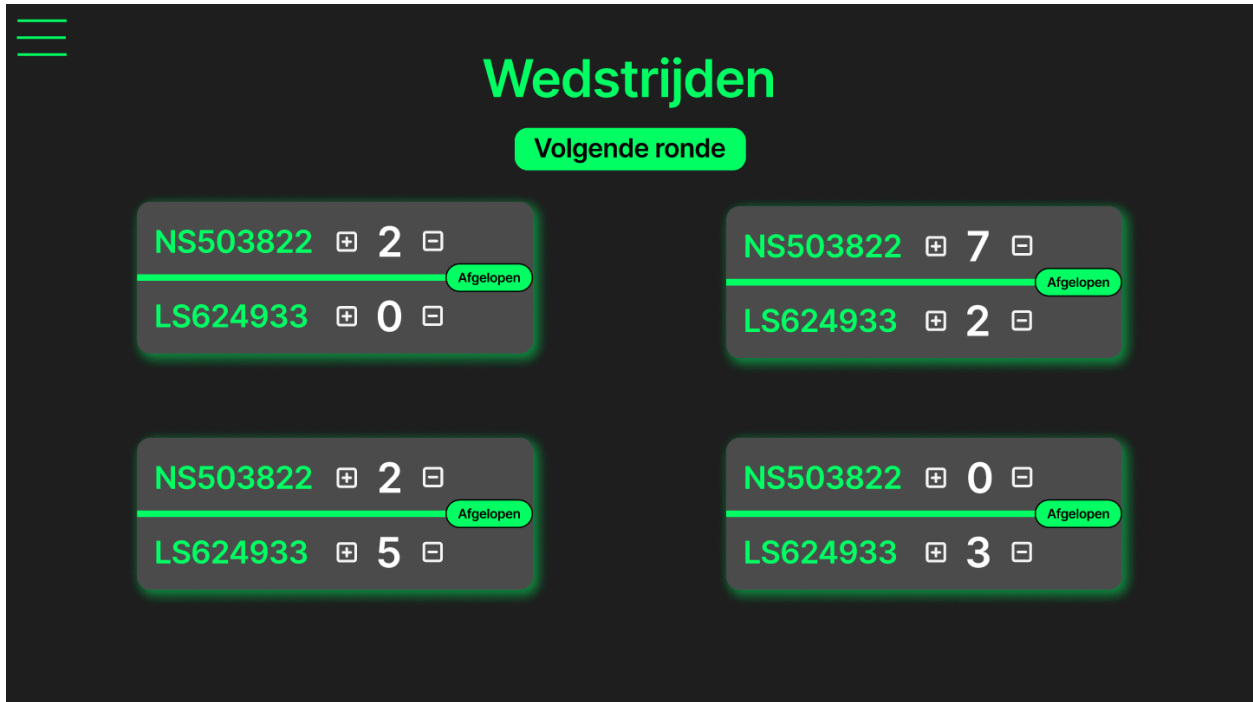 Wedstrijden
Volgende ronde
NS503822 2
Afgelopen
LS624933 0
NS503822 7
Afgelopen
LS624933 2
NS503822 2
Afgelopen
LS624933 5
NS503822 0
Afgelopen
LS624933 3